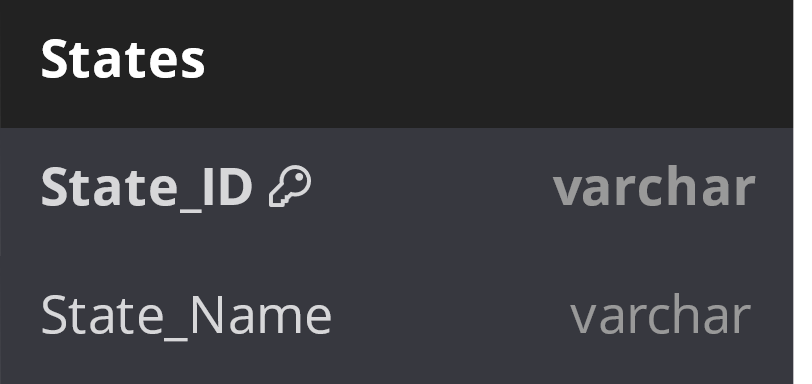 States
State_ID varchar
State_Name varchar